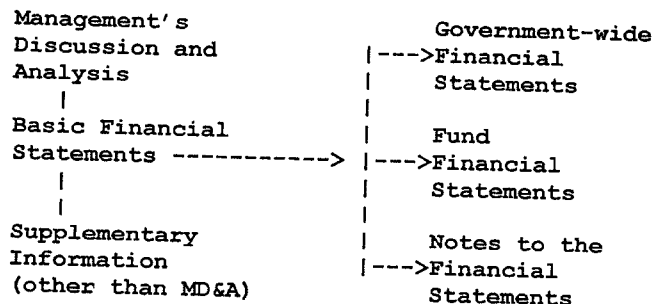 Management's
Discussion and
Analysis
Basic Financial
Statements
Supplementary
Information
(other than MD&A)
Government-wide
Financial
Statements
Fund
Financial
Statements
Notes to the
Financial
Statements